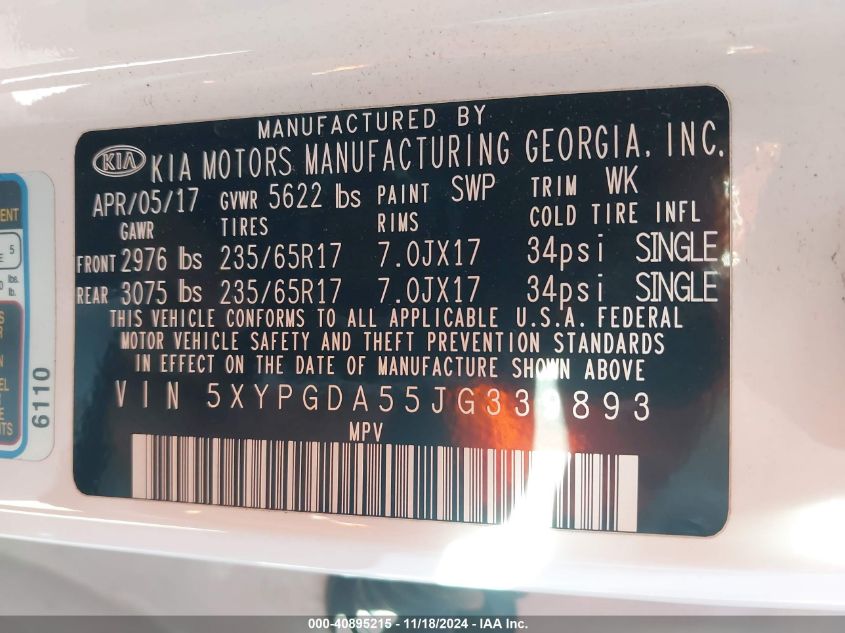 MANUFACTURED BY
KIA KIA MOTORS MANUFACTURING GEORGIA, INC.
APR/05/17 GVWR 5622 lbs PAINT SWP TRIM WK
GAWR TIRES RIMS COLD TIRE INFL
FRONT 2976 lbs 235/65R17 7.0JX17 34psi SINGLE
REAR 3075 lbs 235/65R17 7.0JX17 34psi SINGLE
THIS VEHICLE CONFORMS TO ALL APPLICABLE U.S.A. FEDERAL
MOTOR VEHICLE SAFETY AND THEFT PREVENTION STANDARDS
IN EFFECT ON THE DATE OF MANUFACTURE SHOWN ABOVE
VIN 5XYPGDA55JG339893
MPV
6110
000-40895215 - 11/18/2024 - IAA Inc.